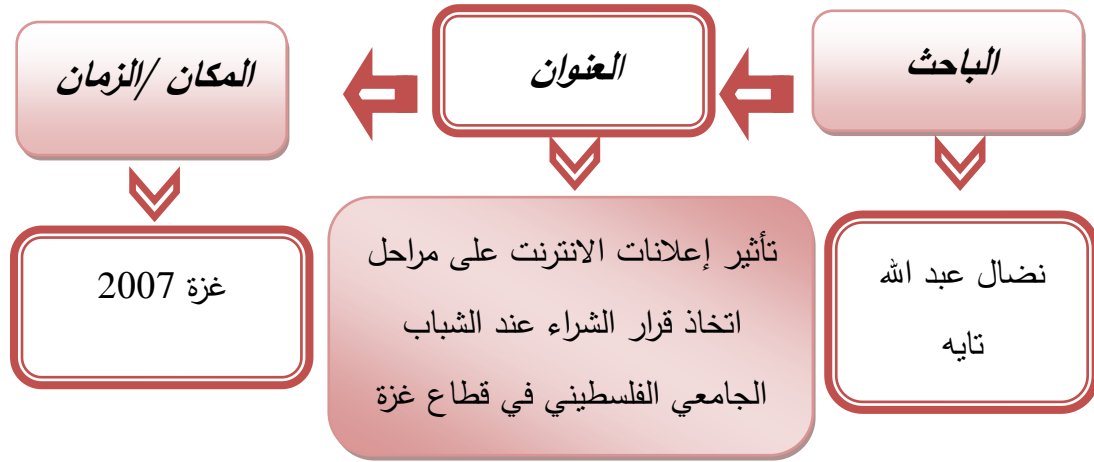 الباحث
العنوان
المكان /الزمان
نضال عبد الله
تايه
تأثير إعلانات الانترنت على مراحل
اتخاذ قرار الشراء عند الشباب
الجامعي الفلسطيني في قطاع غزة
غزة 2007